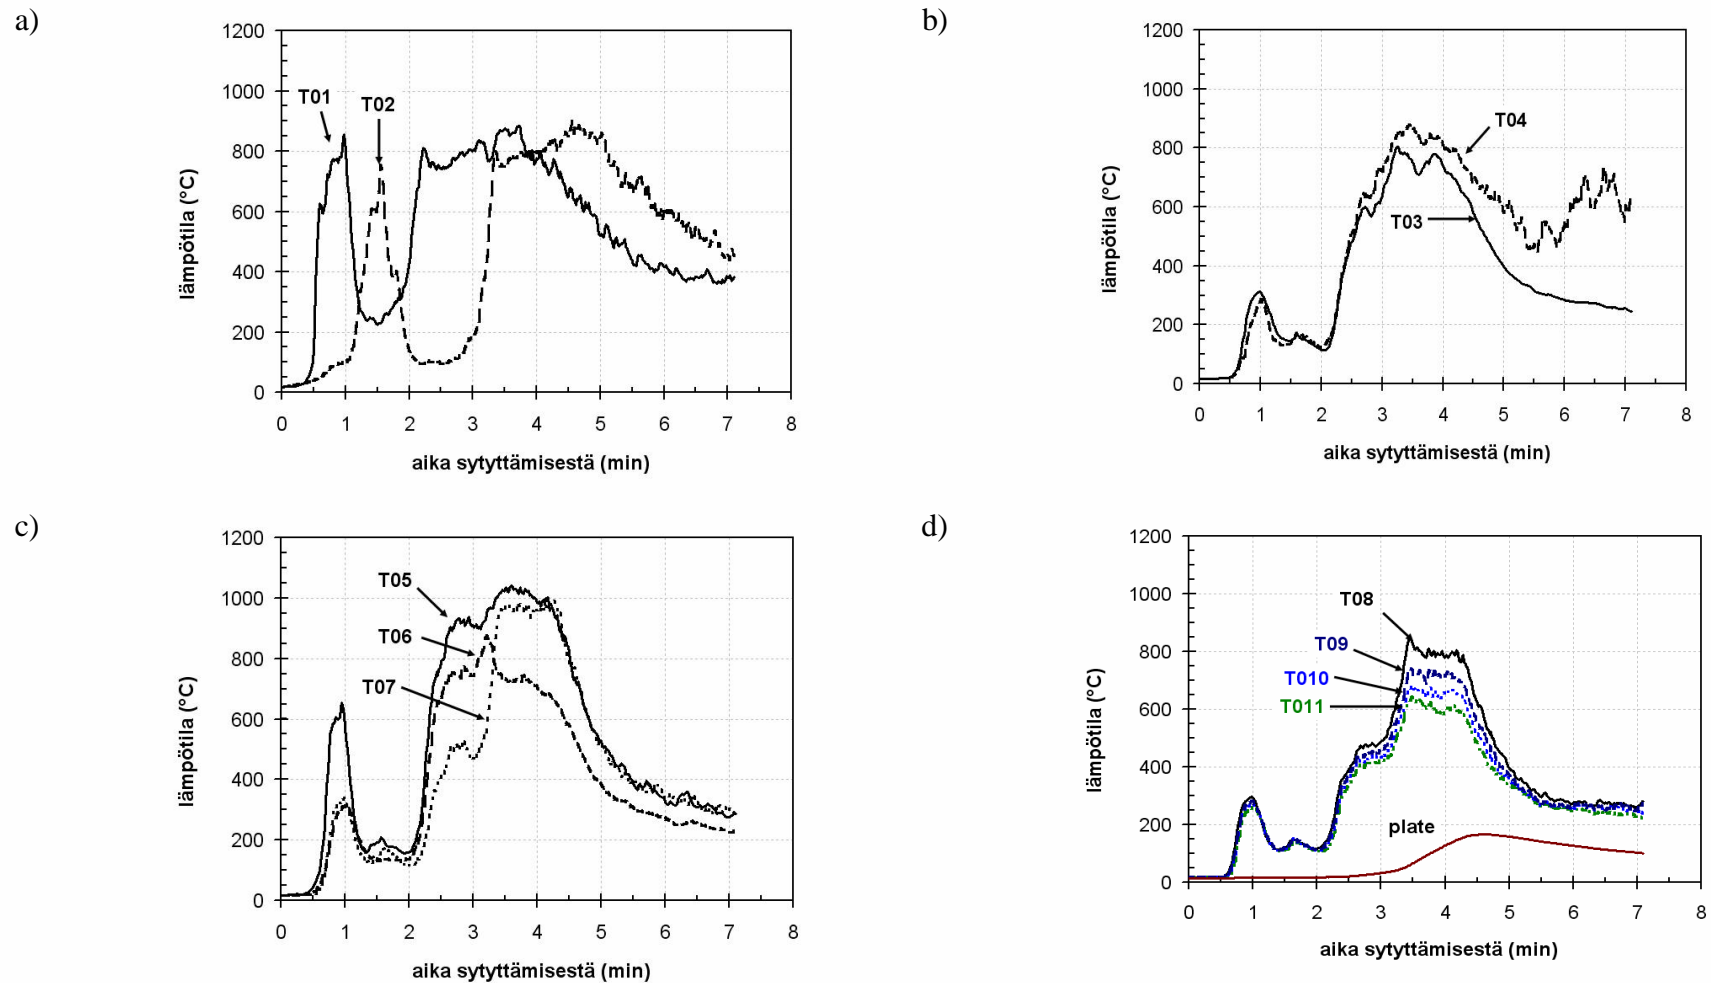 a)
1200
1000
800
600
400
200
0
lämpötila (°C)
T01
T02
0 1 2 3 4 5 6 7 8
aika sytyttämisestä (min)
b)
1200
1000
800
600
400
200
0
lämpötila (°C)
T04
T03
0 1 2 3 4 5 6 7 8
aika sytyttämisestä (min)
c)
1200
1000
800
600
400
200
0
lämpötila (°C)
T05
T06
T07
0 1 2 3 4 5 6 7 8
aika sytyttämisestä (min)
d)
1200
1000
800
600
400
200
0
lämpötila (°C)
T08
T09
T010
T011
plate
0 1 2 3 4 5 6 7 8
aika sytyttämisestä (min)